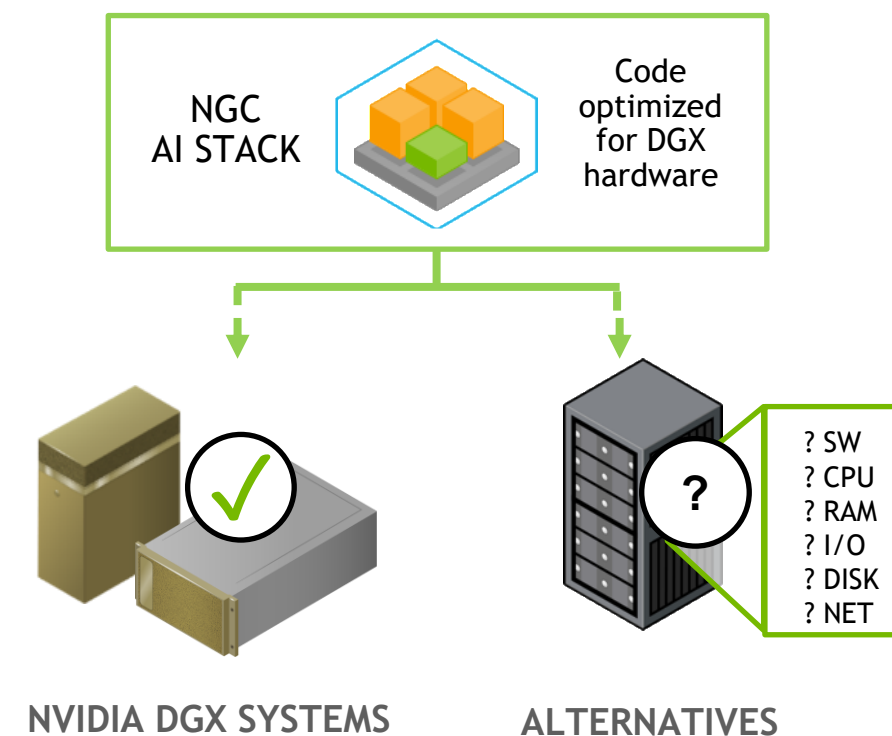 NGC
AI STACK
Code
optimized
for DGX
hardware
?
? SW
? CPU
? RAM
? I/O
? DISK
? NET
NVIDIA DGX SYSTEMS
ALTERNATIVES